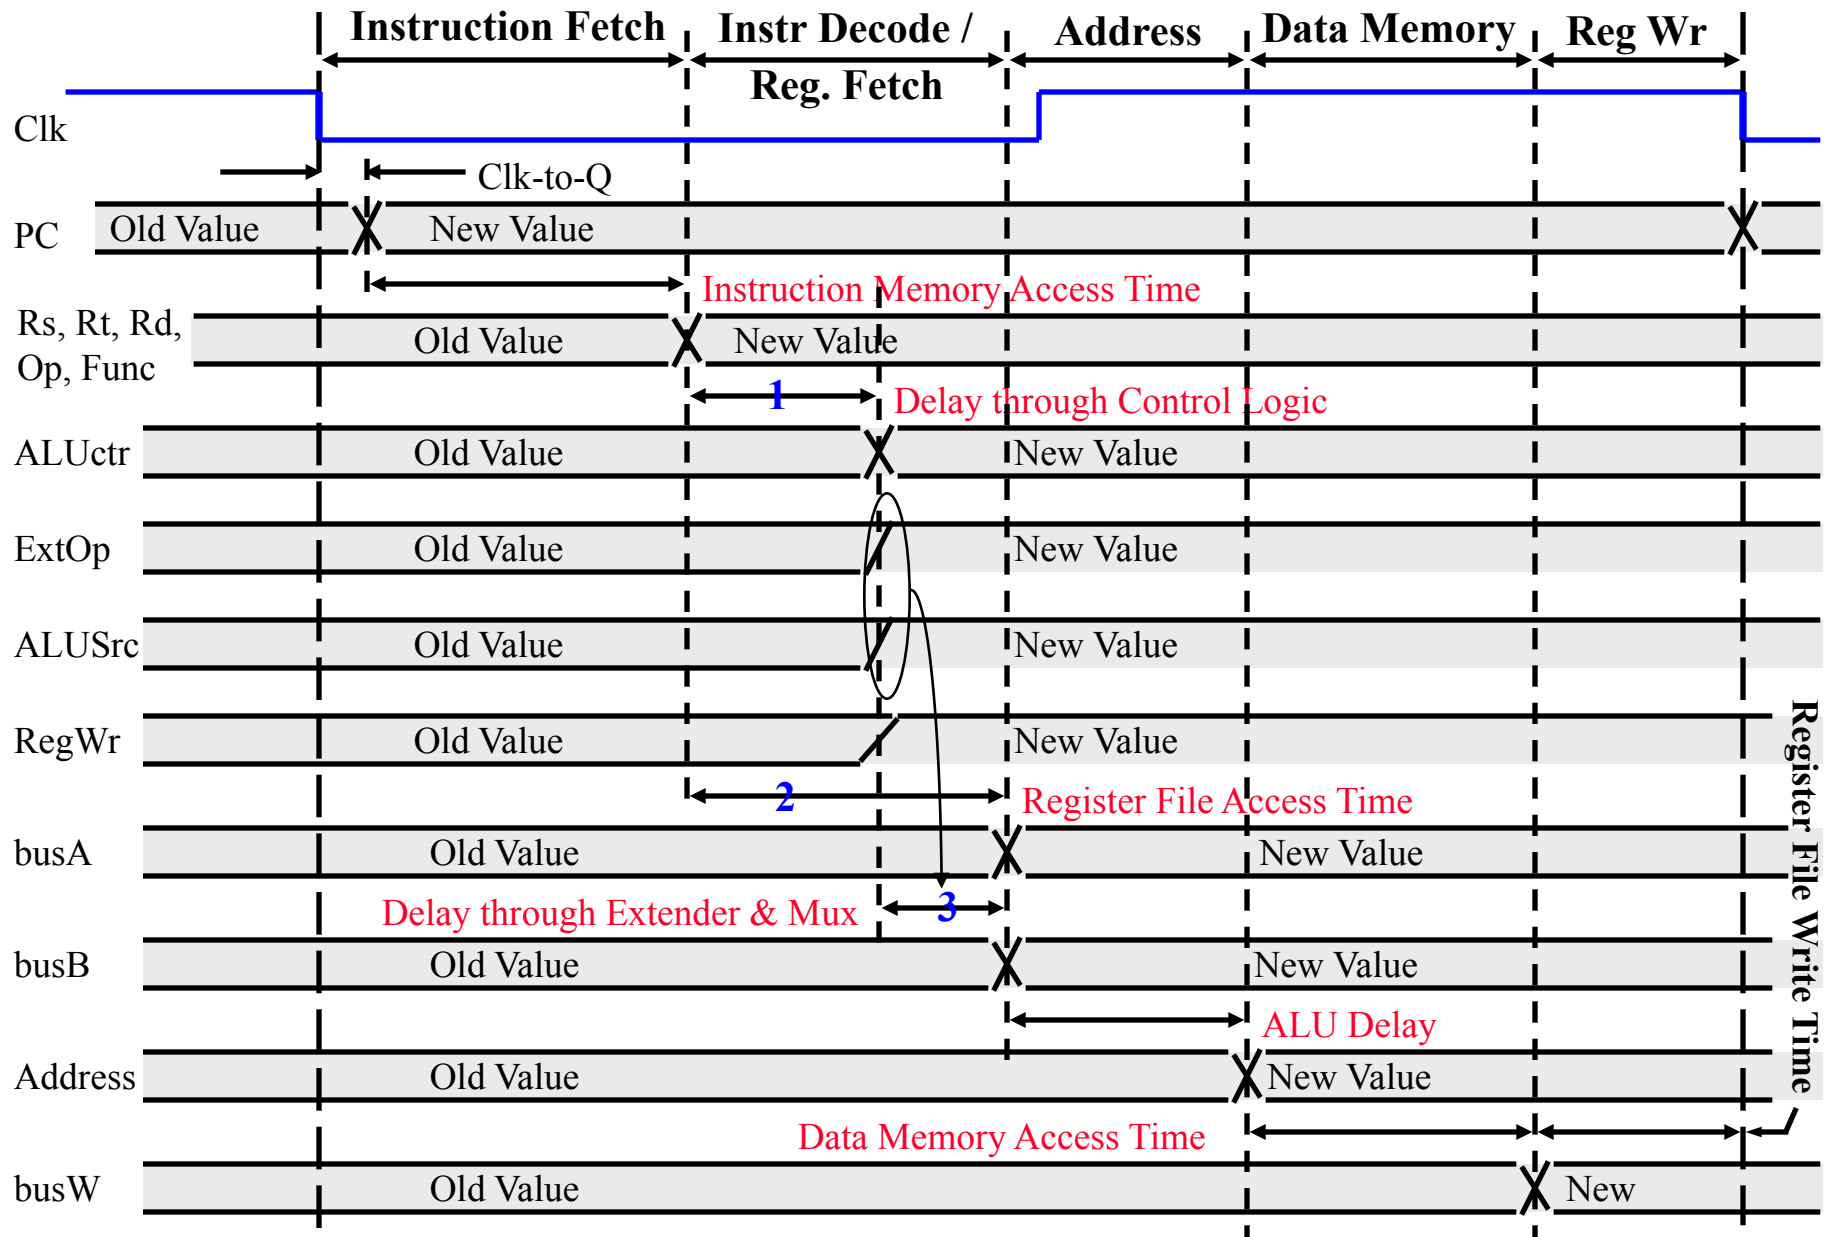 Instruction Fetch
Instr Decode /
Reg. Fetch
Address
Data Memory
Reg Wr
Clk
Clk-to-Q
PC
Old Value
New Value
Instruction Memory Access Time
Rs, Rt, Rd,
Op, Func
Old Value
New Value
1
Delay through Control Logic
ALUctr
Old Value
New Value
ExtOp
Old Value
New Value
ALUSrc
Old Value
New Value
RegWr
Old Value
New Value
2
Register File Access Time
busA
Old Value
New Value
Delay through Extender & Mux
3
busB
Old Value
New Value
ALU Delay
Address
Old Value
New Value
Data Memory Access Time
Register File Write Time
busW
Old Value
New